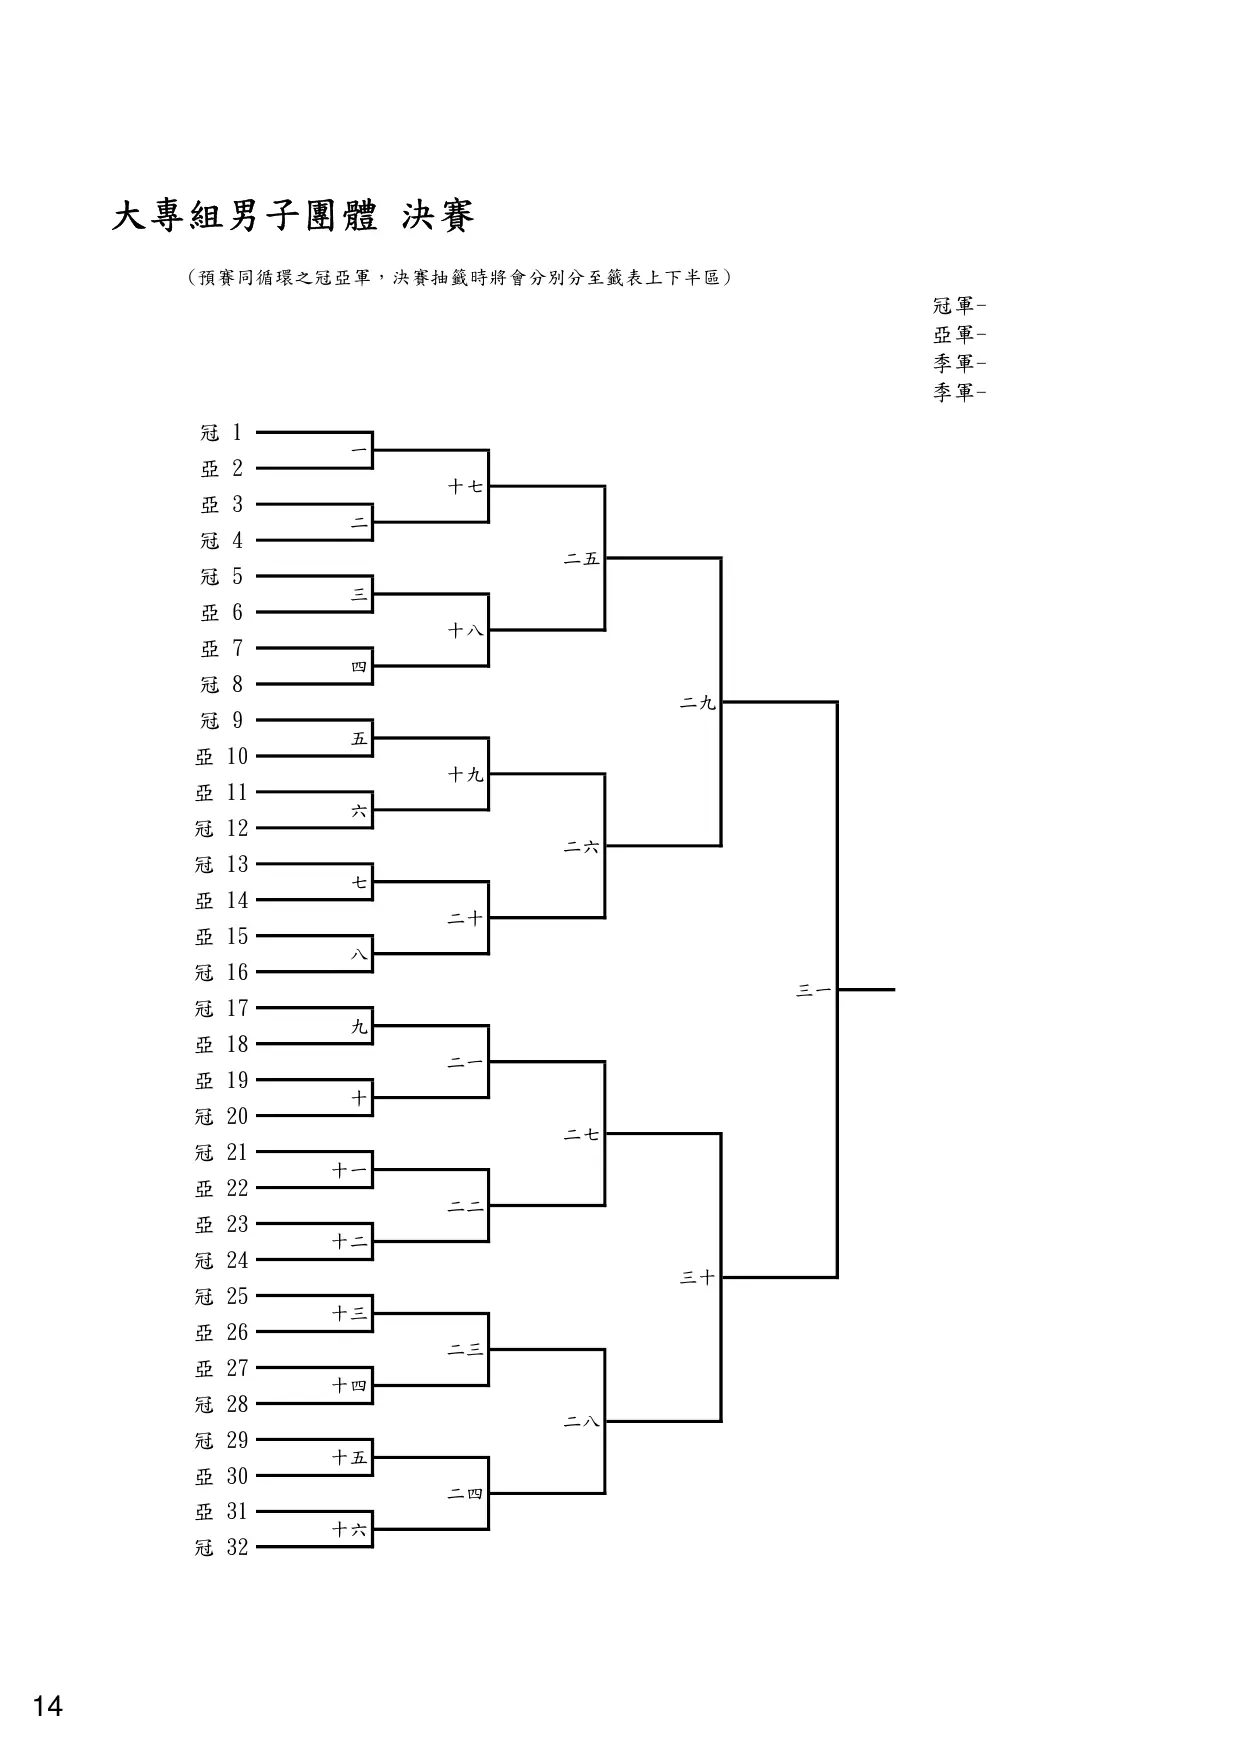 大專組男子團體 決賽
（預賽同循環之冠亞軍，決賽抽籤時將會分別分至籤表上下半區）
冠軍-
亞軍-
季軍-
季軍-
冠 1
一
亞 2
十七
亞 3
二
冠 4
二五
冠 5
三
亞 6
十八
亞 7
四
冠 8
二九
冠 9
五
亞 10
十九
亞 11
六
冠 12
二六
冠 13
七
亞 14
二十
亞 15
八
冠 16
三一
冠 17
九
亞 18
二一
亞 19
十
冠 20
二七
冠 21
十一
亞 22
二二
亞 23
十二
冠 24
三十
冠 25
十三
亞 26
二三
亞 27
十四
冠 28
二八
冠 29
十五
亞 30
二四
亞 31
十六
冠 32
14